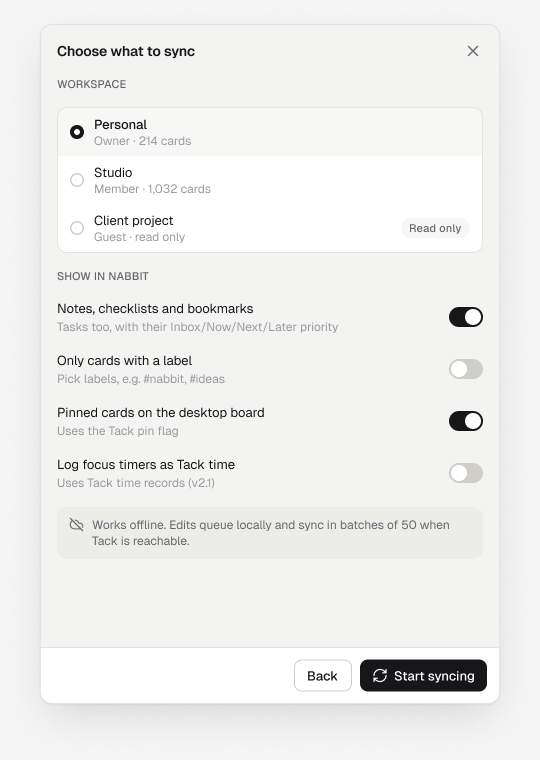 Choose what to sync
WORKSPACE
Personal
Owner · 214 cards
Studio
Member · 1,032 cards
Client project
Guest · read only
Read only
SHOW IN NABBIT
Notes, checklists and bookmarks
Tasks too, with their Inbox/Now/Next/Later priority
Only cards with a label
Pick labels, e.g. #nabbit, #ideas
Pinned cards on the desktop board
Uses the Tack pin flag
Log focus timers as Tack time
Uses Tack time records (v2.1)
Works offline. Edits queue locally and sync in batches of 50 when
Tack is reachable.
Back
Start syncing